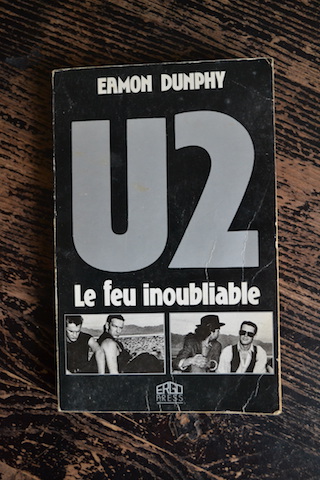 EAMON DUNPHY
U2
Le feu inoubliable
ERGO
PRESS